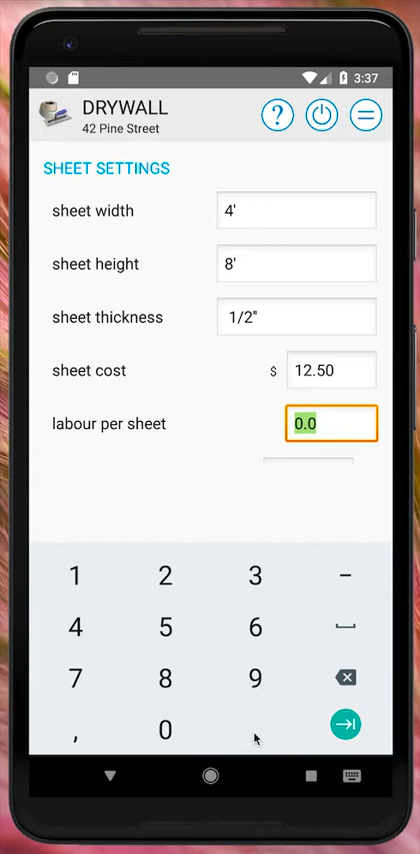 3:37
DRYWALL
42 Pine Street
?
SHEET SETTINGS
sheet width 4'
sheet height 8'
sheet thickness 1/2"
sheet cost $ 12.50
labour per sheet 0.0
1 2 3 -
4 5 6
7 8 9
, 0 .